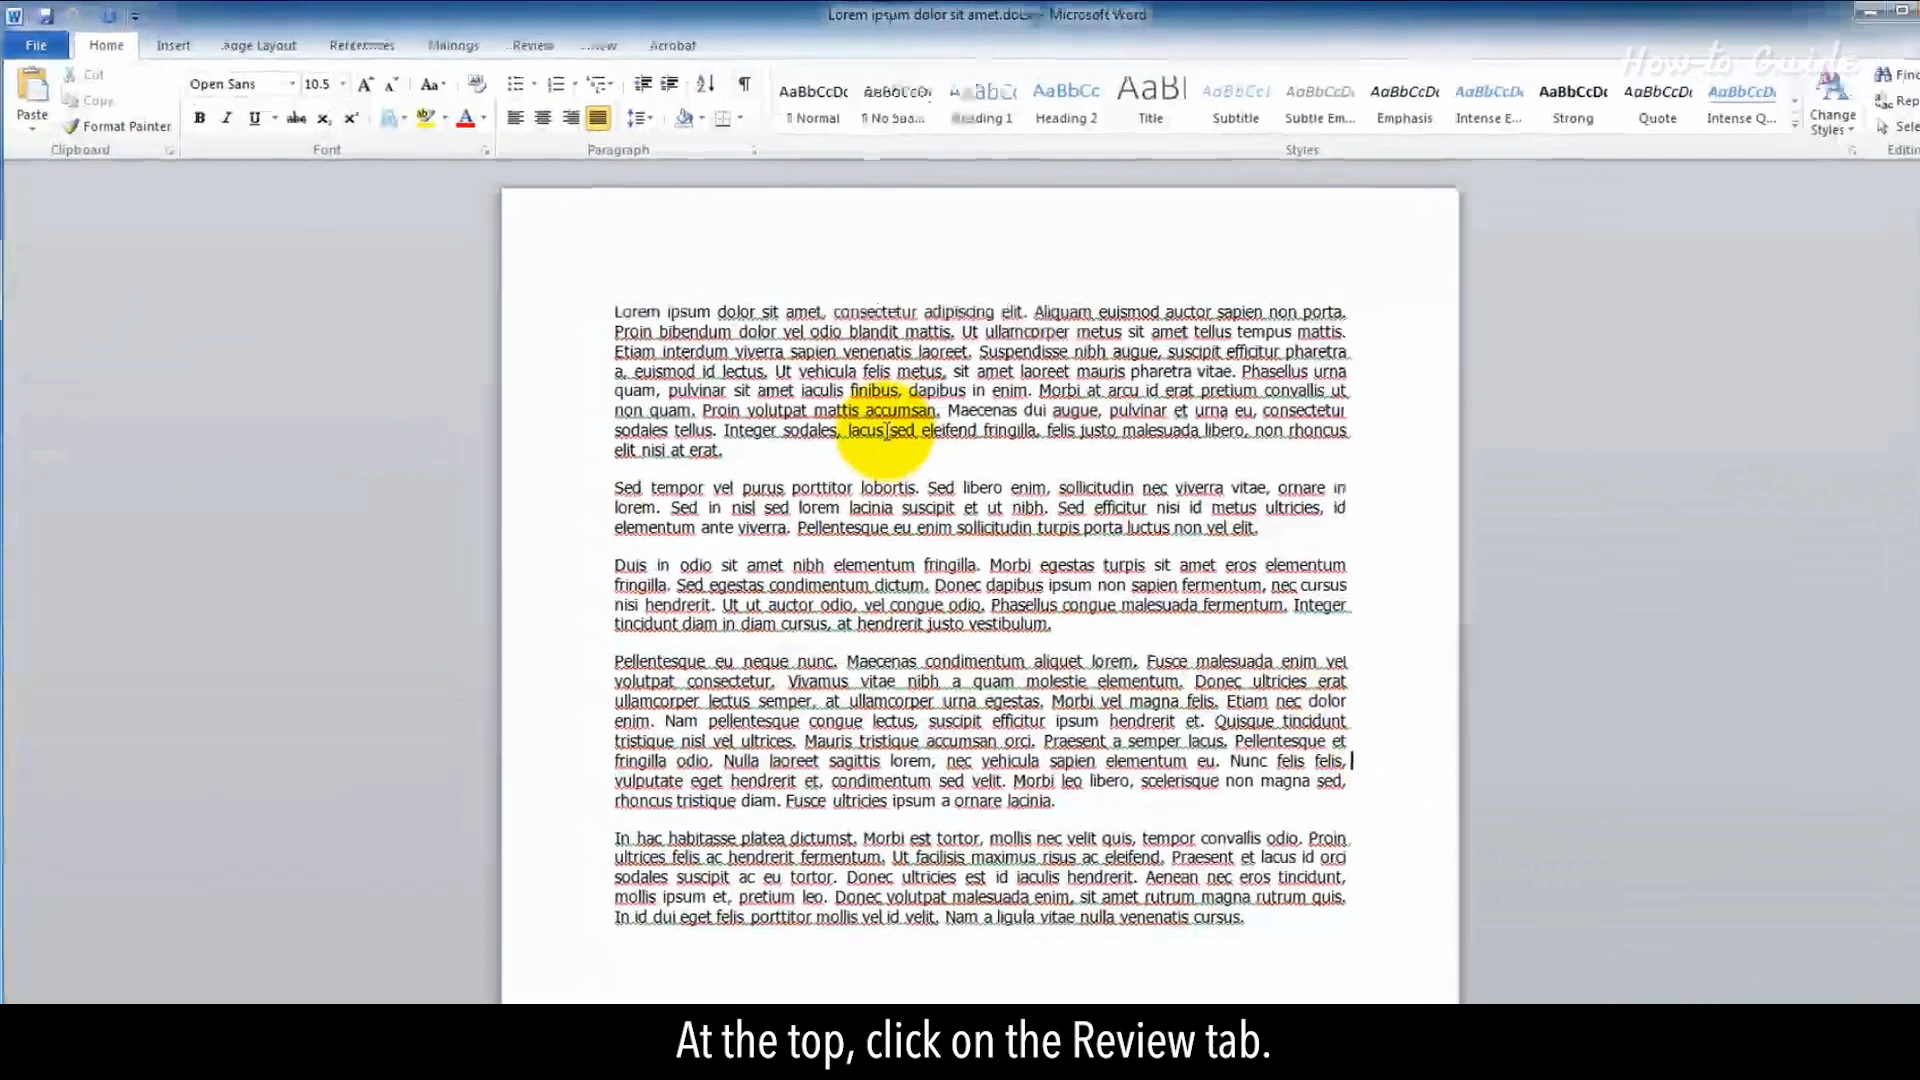 Lorem ipsum dolor sit amet.docx - Microsoft Word
File Home Insert Page Layout References Mailings Review View Acrobat
How-to Guide
Cut
Copy
Paste
Format Painter
Clipboard
Open Sans 10.5
Font
Paragraph
AaBbCcDc AaBbCcDc AaBbC AaBbCc AaBl AaBbCcI AaBbCcDc AaBbCcDc AaBbCcDc AaBbCcDc AaBbCcDc AaBbCcDc
Normal Heading 1 Heading 2 Title Subtitle Subtle Em... Emphasis Intense E... Strong Quote Intense Q...
Change Styles
Styles
Find
Rep
Sele
Editin
Lorem ipsum dolor sit amet, consectetur adipiscing elit. Aliquam euismod auctor sapien non porta.
Proin bibendum dolor vel odio blandit mattis. Ut ullamcorper metus sit amet tellus tempus mattis.
Etiam interdum viverra sapien venenatis laoreet. Suspendisse nibh augue, suscipit efficitur pharetra
a, euismod id lectus. Ut vehicula felis metus, sit amet laoreet mauris pharetra vitae. Phasellus urna
quam, pulvinar sit amet iaculis finibus, dapibus in enim. Morbi at arcu id erat pretium convallis ut
non quam. Proin volutpat mattis accumsan. Maecenas dui augue, pulvinar et urna eu, consectetur
sodales tellus. Integer sodales, lacus sed eleifend fringilla, felis justo malesuada libero, non rhoncus
elit nisi at erat.
Sed tempor vel purus porttitor lobortis. Sed libero enim, sollicitudin nec viverra vitae, ornare in
lorem. Sed in nisl sed lorem lacinia suscipit et ut nibh. Sed efficitur nisi id metus ultricies, id
elementum ante viverra. Pellentesque eu enim sollicitudin turpis porta luctus non vel elit.
Duis in odio sit amet nibh elementum fringilla. Morbi egestas turpis sit amet eros elementum
fringilla. Sed egestas condimentum dictum. Donec dapibus ipsum non sapien fermentum, nec cursus
nisi hendrerit. Ut ut auctor odio, vel congue odio. Phasellus congue malesuada fermentum. Integer
tincidunt diam in diam cursus, at hendrerit justo vestibulum.
Pellentesque eu neque nunc. Maecenas condimentum aliquet lorem. Fusce malesuada enim vel
volutpat consectetur. Vivamus vitae nibh a quam molestie elementum. Donec ultricies erat
ullamcorper lectus semper, at ullamcorper urna egestas. Morbi vel magna felis. Etiam nec dolor
enim. Nam pellentesque congue lectus, suscipit efficitur ipsum hendrerit et. Quisque tincidunt
tristique nisl vel ultrices. Mauris tristique accumsan orci. Praesent a semper lacus. Pellentesque et
fringilla odio. Nulla laoreet sagittis lorem, nec vehicula sapien elementum eu. Nunc felis felis,
vulputate eget hendrerit et, condimentum sed velit. Morbi leo libero, scelerisque non magna sed,
rhoncus tristique diam. Fusce ultricies ipsum a ornare lacinia.
In hac habitasse platea dictumst. Morbi est tortor, mollis nec velit quis, tempor convallis odio. Proin
ultrices felis ac hendrerit fermentum. Ut facilisis maximus risus ac eleifend. Praesent et lacus id orci
sodales suscipit ac eu tortor. Donec ultricies est id iaculis hendrerit. Aenean nec eros tincidunt,
mollis ipsum et, pretium leo. Donec volutpat malesuada enim, sit amet rutrum magna rutrum quis.
In id dui eget felis porttitor mollis vel id velit. Nam a ligula vitae nulla venenatis cursus.
At the top, click on the Review tab.